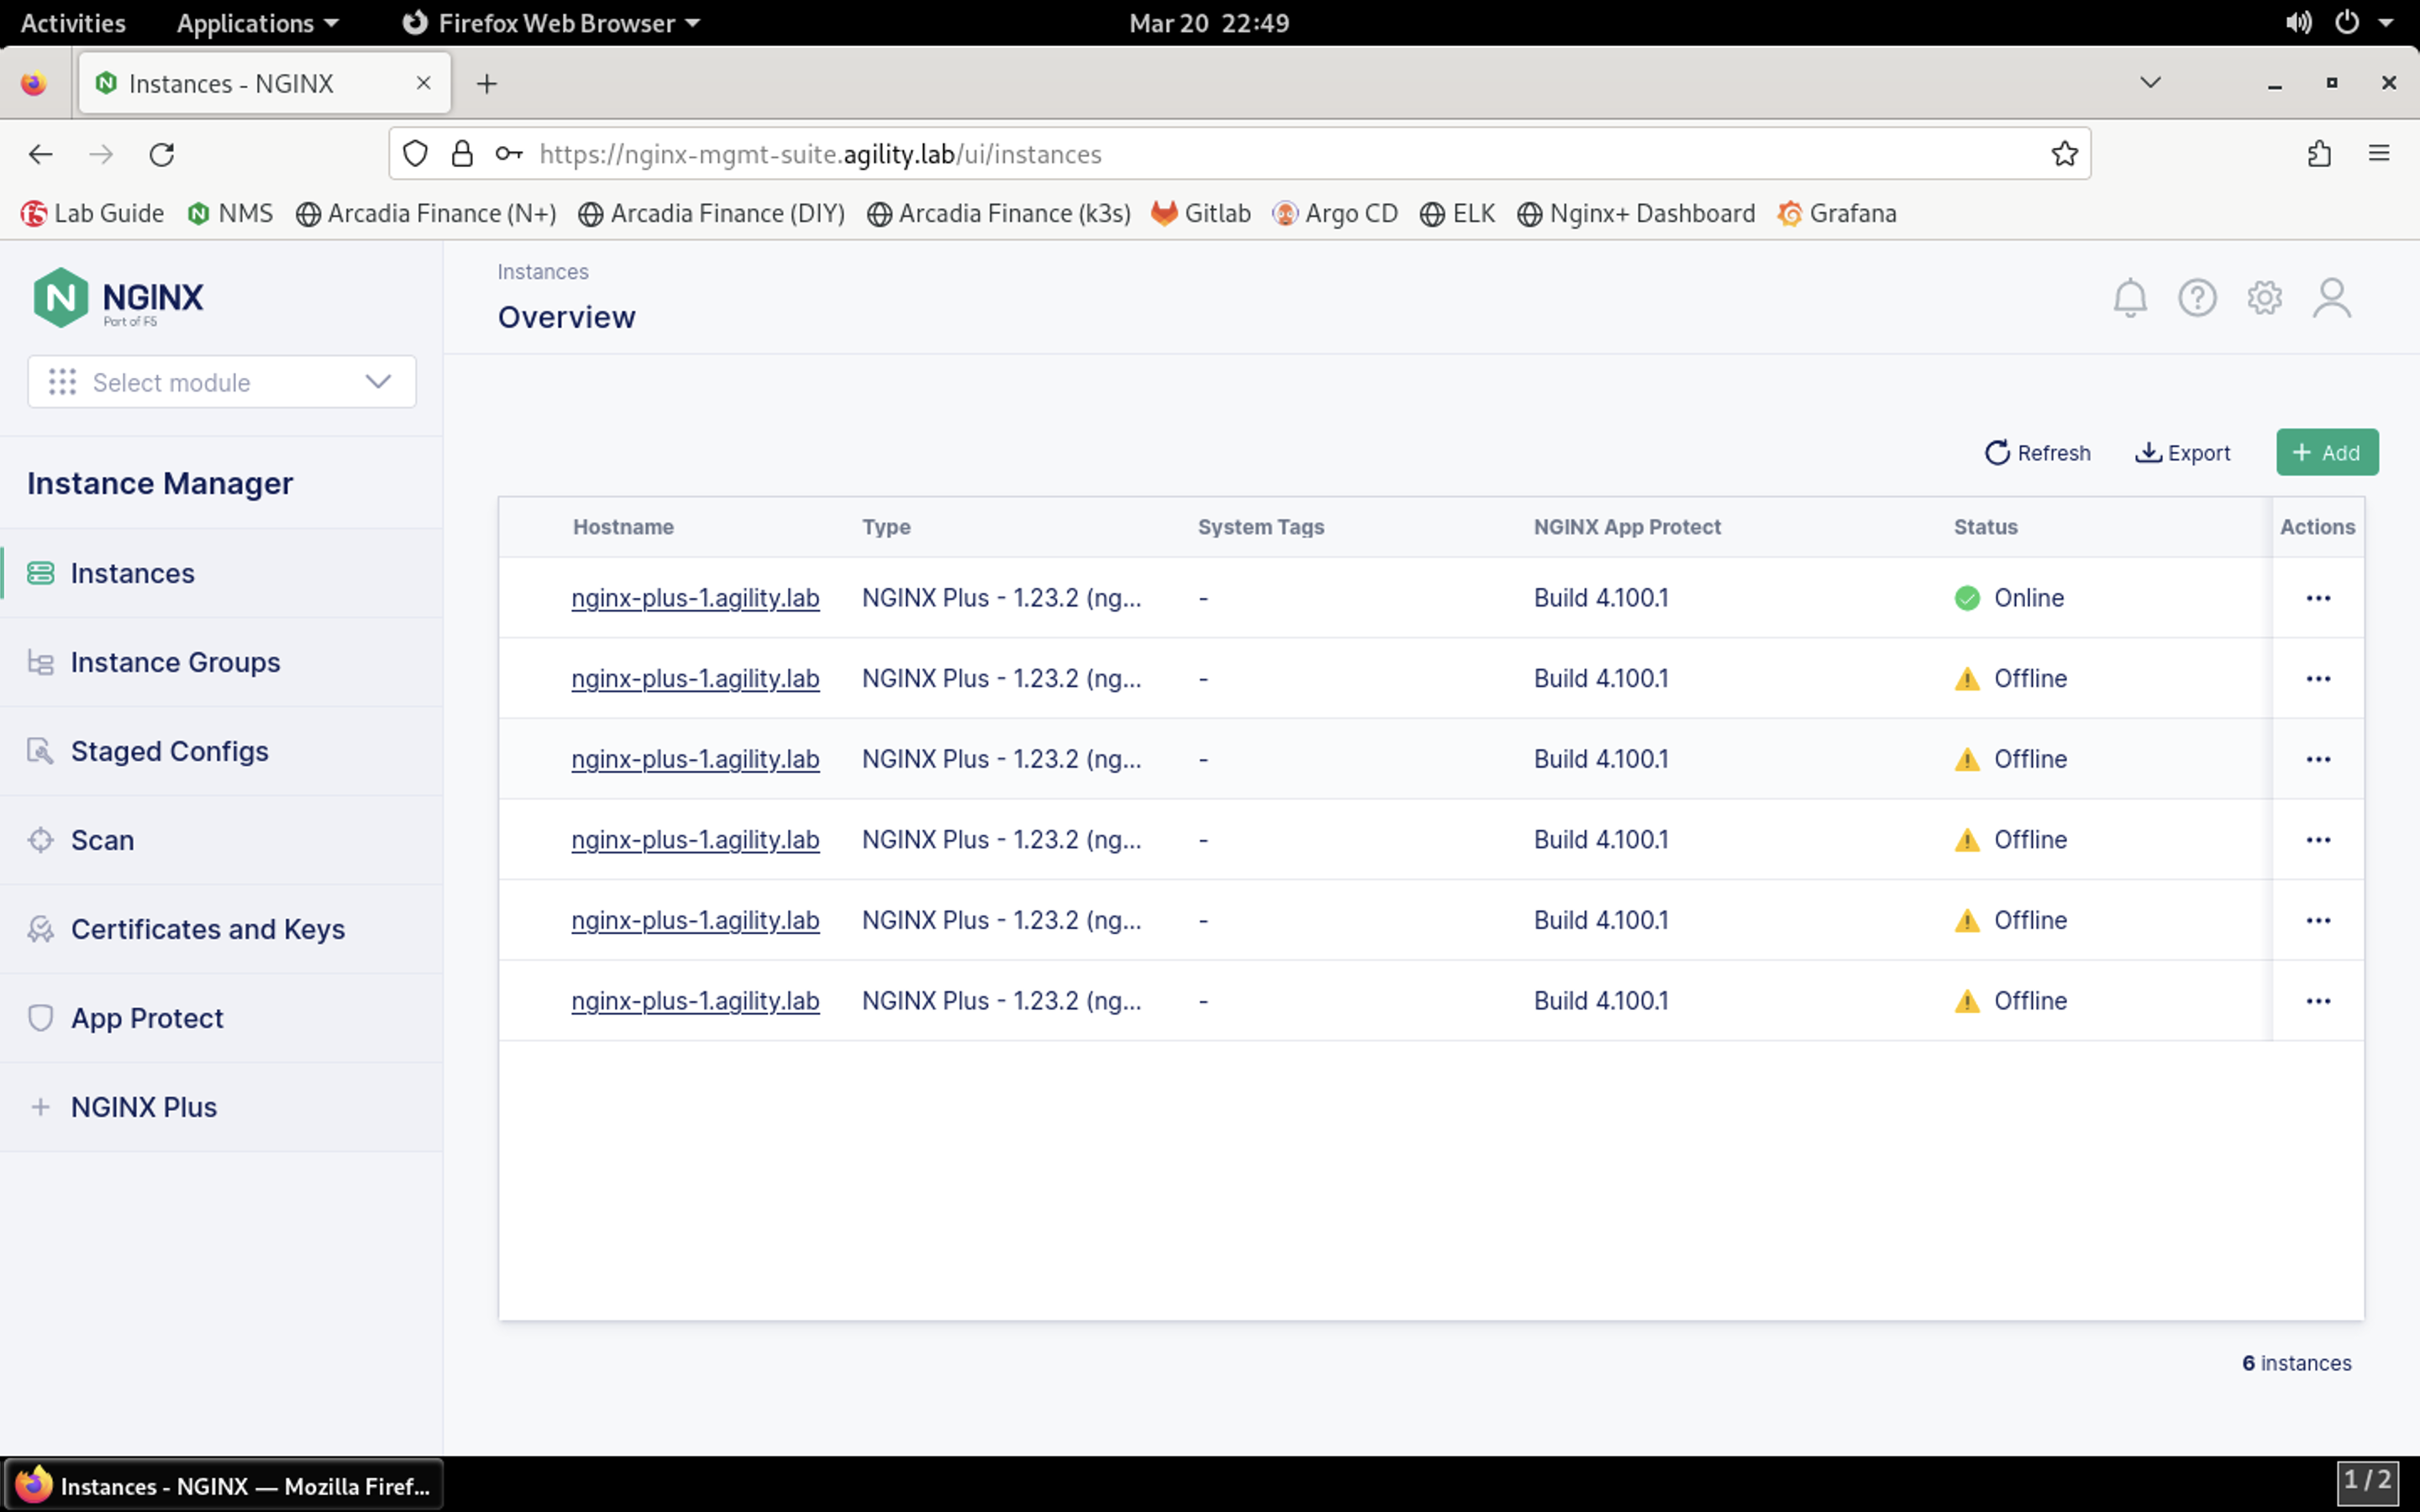 Activities Applications Firefox Web Browser Mar 20 22:49
Instances - NGINX
https://nginx-mgmt-suite.agility.lab/ui/instances
Lab Guide NMS Arcadia Finance (N+) Arcadia Finance (DIY) Arcadia Finance (k3s) Gitlab Argo CD ELK Nginx+ Dashboard Grafana
NGINX
Part of F5
Select module
Instance Manager
Instances
Instance Groups
Staged Configs
Scan
Certificates and Keys
App Protect
NGINX Plus
Instances
Overview
Refresh Export + Add
Hostname Type System Tags NGINX App Protect Status Actions
nginx-plus-1.agility.lab NGINX Plus - 1.23.2 (ng... - Build 4.100.1 Online ...
nginx-plus-1.agility.lab NGINX Plus - 1.23.2 (ng... - Build 4.100.1 Offline ...
nginx-plus-1.agility.lab NGINX Plus - 1.23.2 (ng... - Build 4.100.1 Offline ...
nginx-plus-1.agility.lab NGINX Plus - 1.23.2 (ng... - Build 4.100.1 Offline ...
nginx-plus-1.agility.lab NGINX Plus - 1.23.2 (ng... - Build 4.100.1 Offline ...
nginx-plus-1.agility.lab NGINX Plus - 1.23.2 (ng... - Build 4.100.1 Offline ...
6 instances
Instances - NGINX — Mozilla Firef... 1 / 2